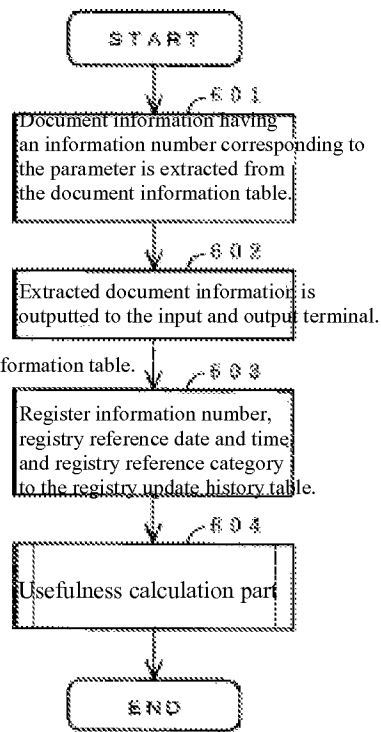 START
601
Document information having
an information number corresponding to
the parameter is extracted from
the document information table.
602
Extracted document information is
outputted to the input and output terminal.
formation table.
603
Register information number,
registry reference date and time,
and registry reference category
to the registry update history table.
604
Usefulness calculation part
END